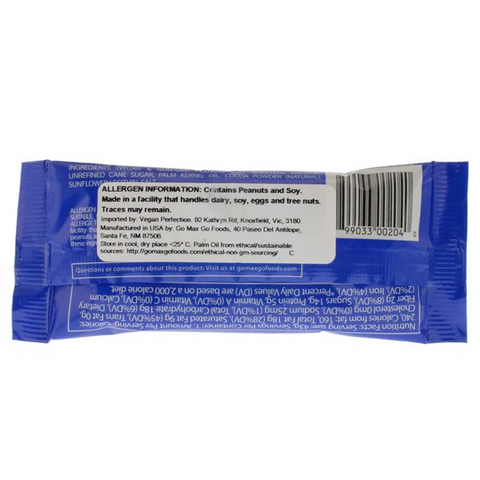 INGREDIENTS (VEGAN &
UNREFINED CANE SUGAR, PALM KERNEL OIL, COCOA POWDER (NATURAL),
SUNFLOWER
ALLERGEN
ALLERGEN INFORMATION: Contains Peanuts and Soy.
Made in a facility that handles dairy, soy, eggs and tree nuts.
Traces may remain.
Imported by: Vegan Perfection. 92 Kathryn Rd, Knoxfield, Vic, 3180.
Manufactured in USA by: Go Max Go Foods, 40 Paseo Del Antilope,
Santa Fe, NM 87506
Store in cool, dry place <25° C. Palm Oil from ethical/sustainable
sources: http://gomaxgofoods.com/ethical-non-gm-sourcing/ C
99033 00204 0
Questions or comments about this product? Visit us at gomaxgofoods.com
Nutrition Facts: Serving Size: 43g, Servings Per Container: 1, Amount Per Serving: Calories:
240, Calories from fat: 160, Total Fat 18g (28%DV), Saturated Fat 9g (45%DV), Trans Fat 0g,
Cholesterol 0mg (0%DV), Sodium 25mg (1%DV), Total Carbohydrate 18g (6%DV), Dietary
Fiber 2g (8%DV), Sugars 14g, Protein 5g, Vitamin A (0%DV), Vitamin C (0%DV), Calcium
(2%DV), Iron (4%DV), Percent Daily Values (DV) are based on a 2,000 calorie diet.